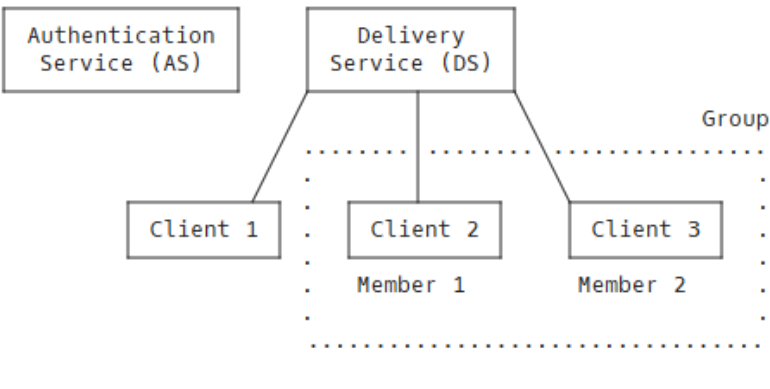 Authentication
Service (AS)
Delivery
Service (DS)
Group
Client 1
Client 2
Client 3
Member 1
Member 2